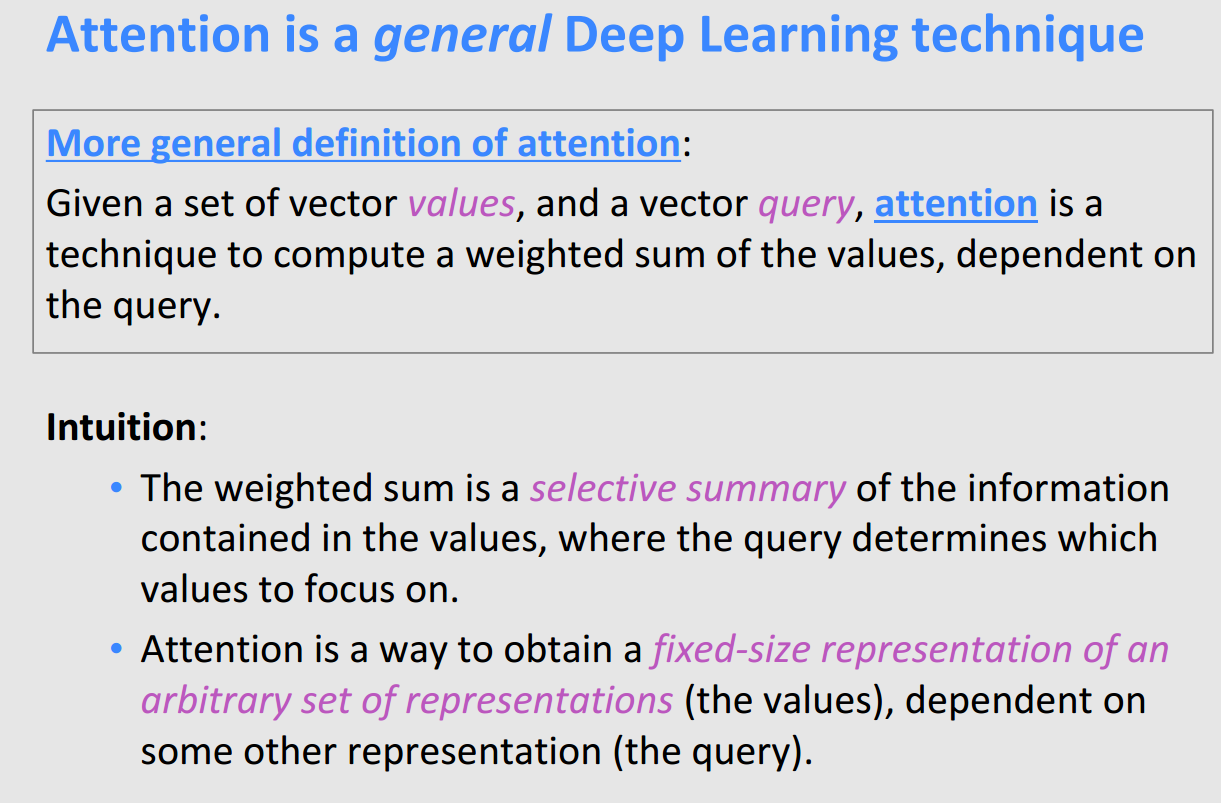 Attention is a general Deep Learning technique
More general definition of attention:
Given a set of vector values, and a vector query, attention is a
technique to compute a weighted sum of the values, dependent on
the query.
Intuition:
• The weighted sum is a selective summary of the information
contained in the values, where the query determines which
values to focus on.
• Attention is a way to obtain a fixed-size representation of an
arbitrary set of representations (the values), dependent on
some other representation (the query).